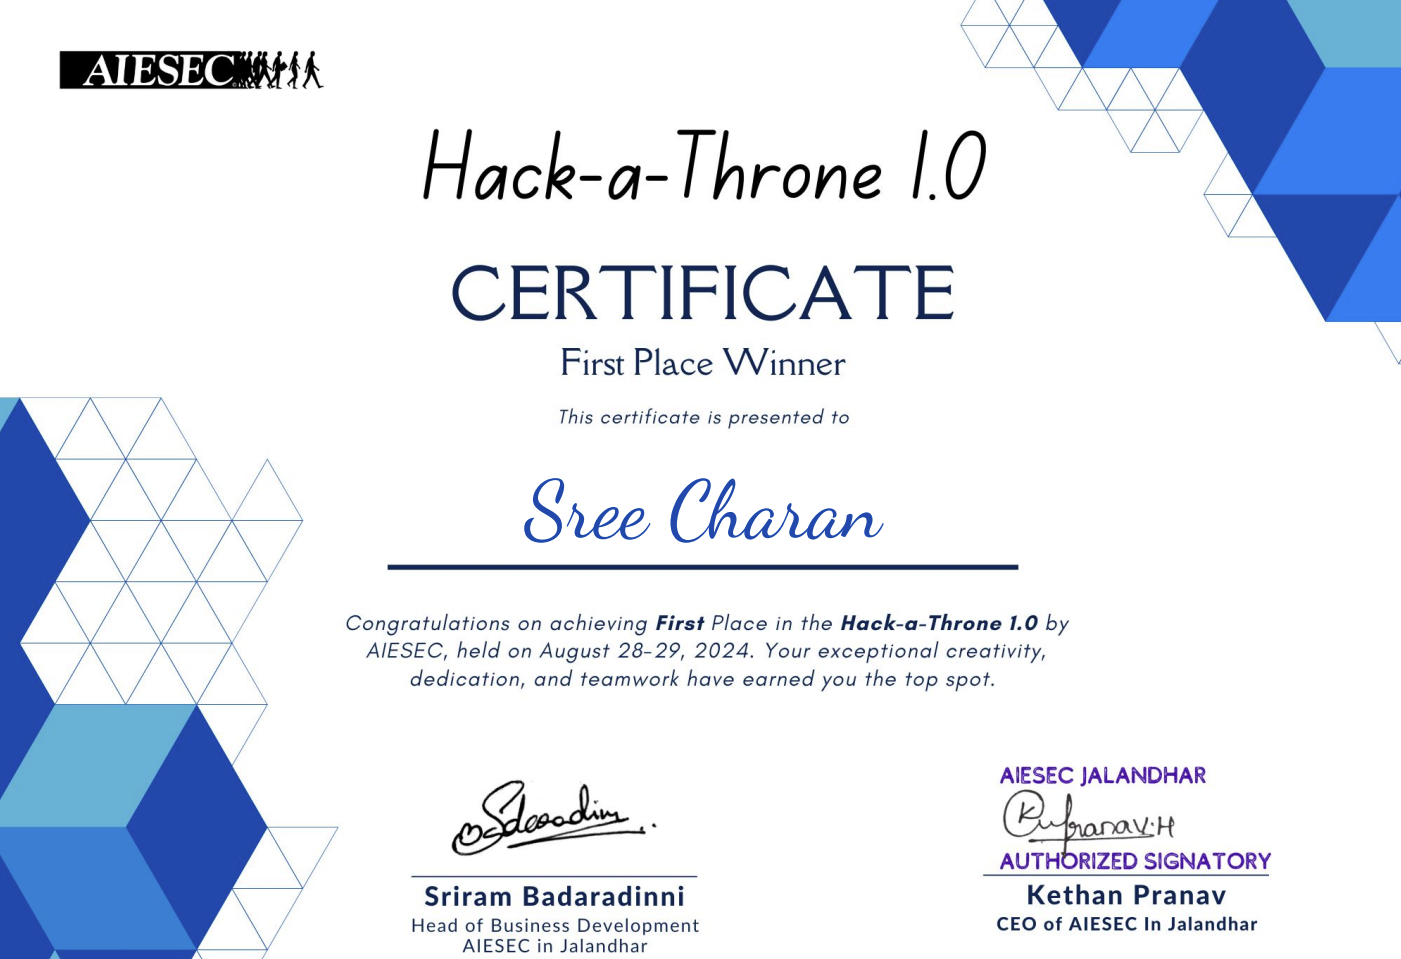 AIESEC
Hack-a-Throne 1.0
CERTIFICATE
First Place Winner
This certificate is presented to
Sree Charan
Congratulations on achieving First Place in the Hack-a-Throne 1.0 by
AIESEC, held on August 28-29, 2024. Your exceptional creativity,
dedication, and teamwork have earned you the top spot.
Sriram Badaradinni
Head of Business Development
AIESEC in Jalandhar
AIESEC JALANDHAR
AUTHORIZED SIGNATORY
Kethan Pranav
CEO of AIESEC In Jalandhar